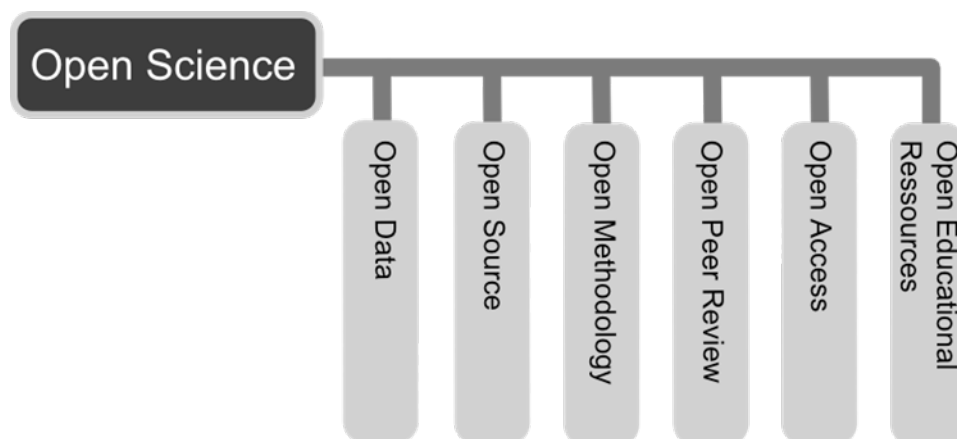 Open Science
Open Data
Open Source
Open Methodology
Open Peer Review
Open Access
Open Educational
Ressources